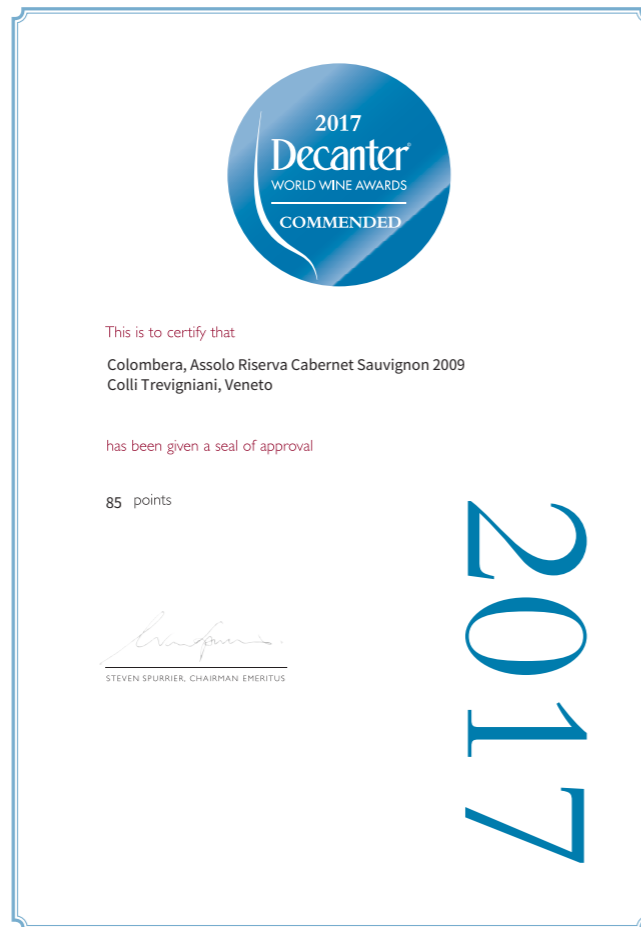 2017
Decanter®
WORLD WINE AWARDS
COMMENDED
This is to certify that
Colombera, Assolo Riserva Cabernet Sauvignon 2009
Colli Trevigniani, Veneto
has been given a seal of approval
85 points
STEVEN SPURRIER, CHAIRMAN EMERITUS
2017